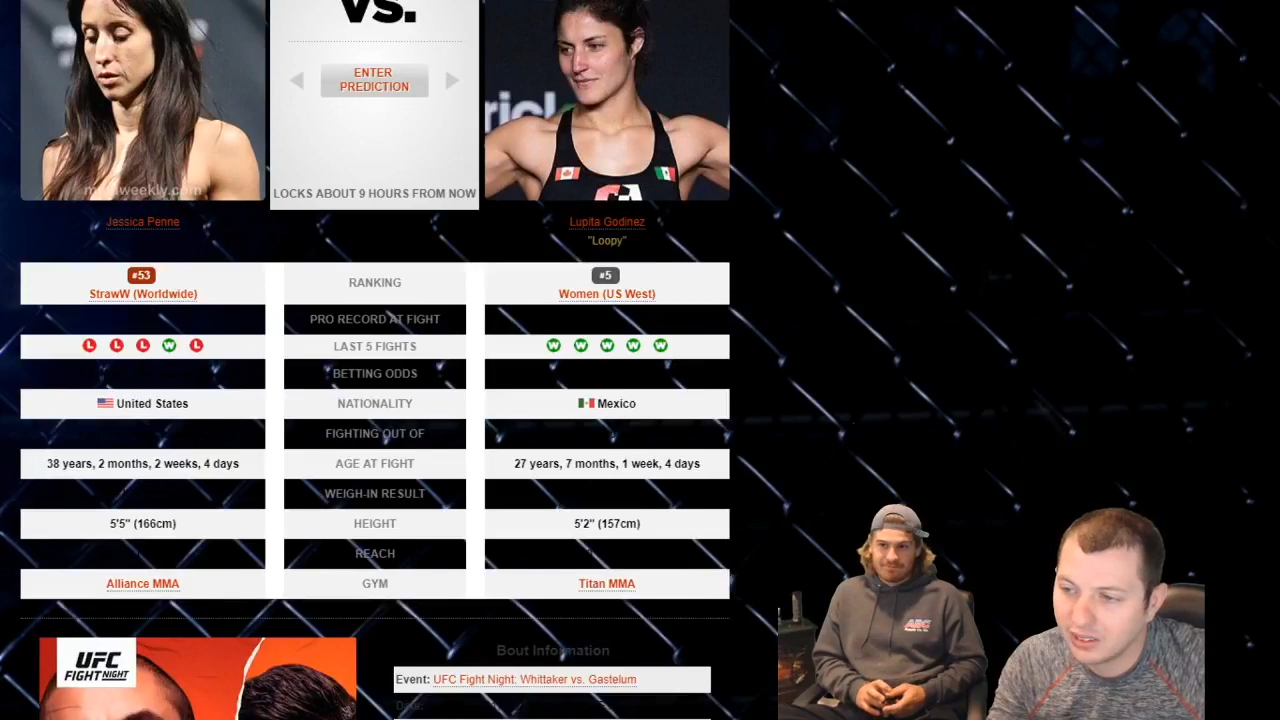 VS.
ENTER
PREDICTION
LOCKS ABOUT 9 HOURS FROM NOW
Jessica Penne
Lupita Godinez
"Loopy"
#53 RANKING #5
StrawW (Worldwide) Women (US West)
PRO RECORD AT FIGHT
L L L W L LAST 5 FIGHTS W W W W W
BETTING ODDS
United States NATIONALITY Mexico
FIGHTING OUT OF
38 years, 2 months, 2 weeks, 4 days AGE AT FIGHT 27 years, 7 months, 1 week, 4 days
WEIGH-IN RESULT
5'5" (166cm) HEIGHT 5'2" (157cm)
REACH
Alliance MMA GYM Titan MMA
UFC
FIGHT NIGHT
Bout Information
Event: UFC Fight Night: Whittaker vs. Gastelum
Date:
ABC